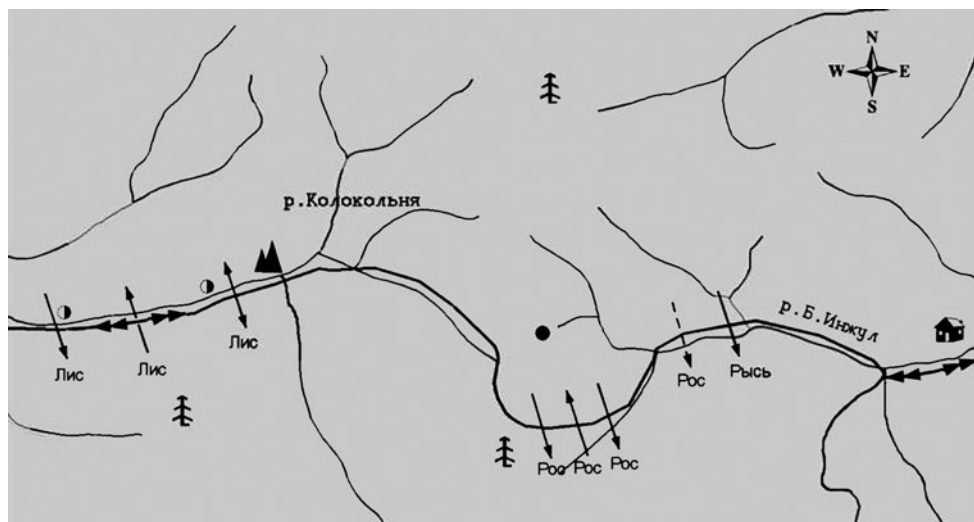 N
W E
S
р.Колокольня
р.Б.Инжул
Лис
Лис
Лис
Рос
Рысь
Рос
Рос
Рос